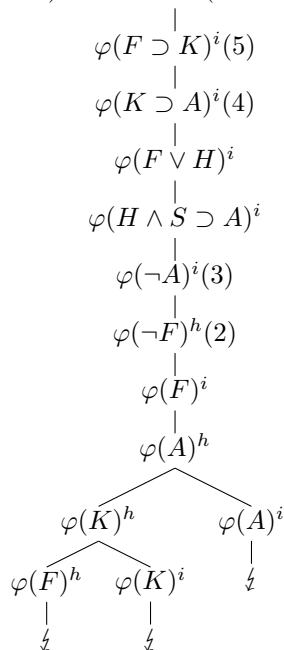 φ(F ⊃ K)^i(5)
φ(K ⊃ A)^i(4)
φ(F ∨ H)^i
φ(H ∧ S ⊃ A)^i
φ(¬A)^i(3)
φ(¬F)^h(2)
φ(F)^i
φ(A)^h
φ(K)^h φ(A)^i
φ(F)^h φ(K)^i ↯
↯ ↯